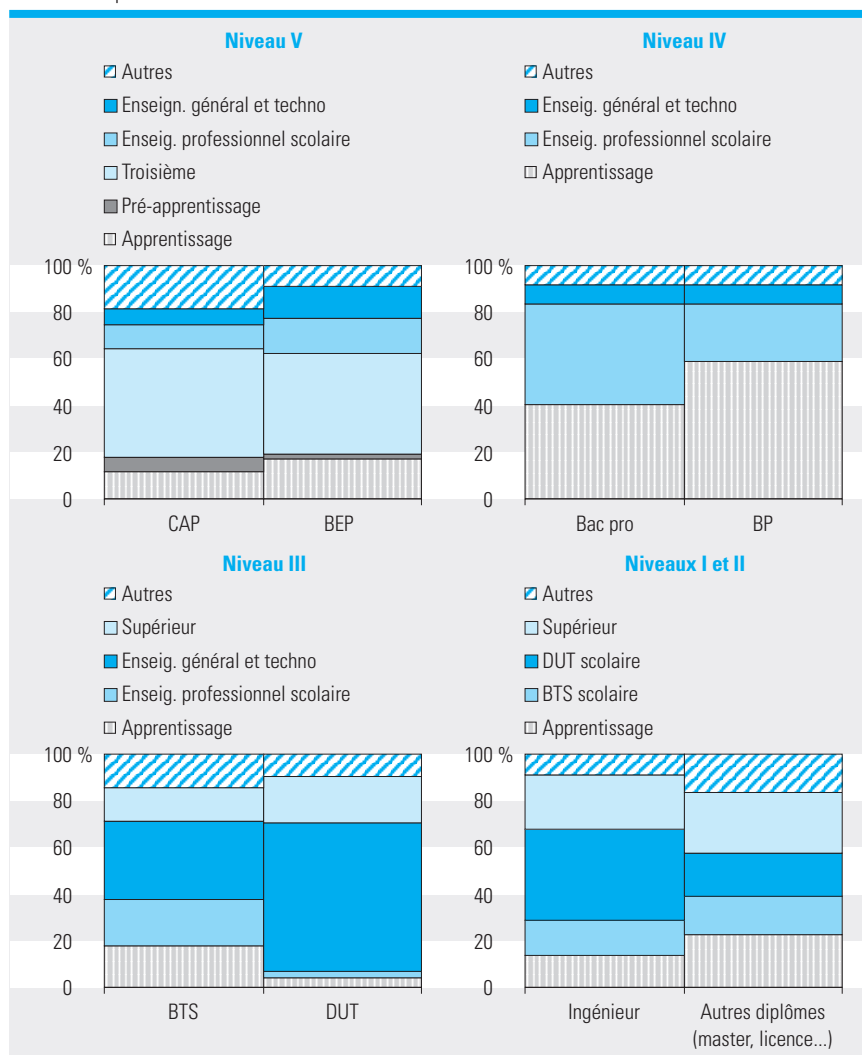 Niveau V
Autres
Enseign. général et techno
Enseig. professionnel scolaire
Troisième
Pré-apprentissage
Apprentissage
100 %
80
60
40
20
0
CAP BEP
Niveau IV
Autres
Enseig. général et techno
Enseig. professionnel scolaire
Apprentissage
100 %
80
60
40
20
0
Bac pro BP
Niveau III
Autres
Supérieur
Enseig. général et techno
Enseig. professionnel scolaire
Apprentissage
100 %
80
60
40
20
0
BTS DUT
Niveaux I et II
Autres
Supérieur
DUT scolaire
BTS scolaire
Apprentissage
100 %
80
60
40
20
0
Ingénieur Autres diplômes
(master, licence...)